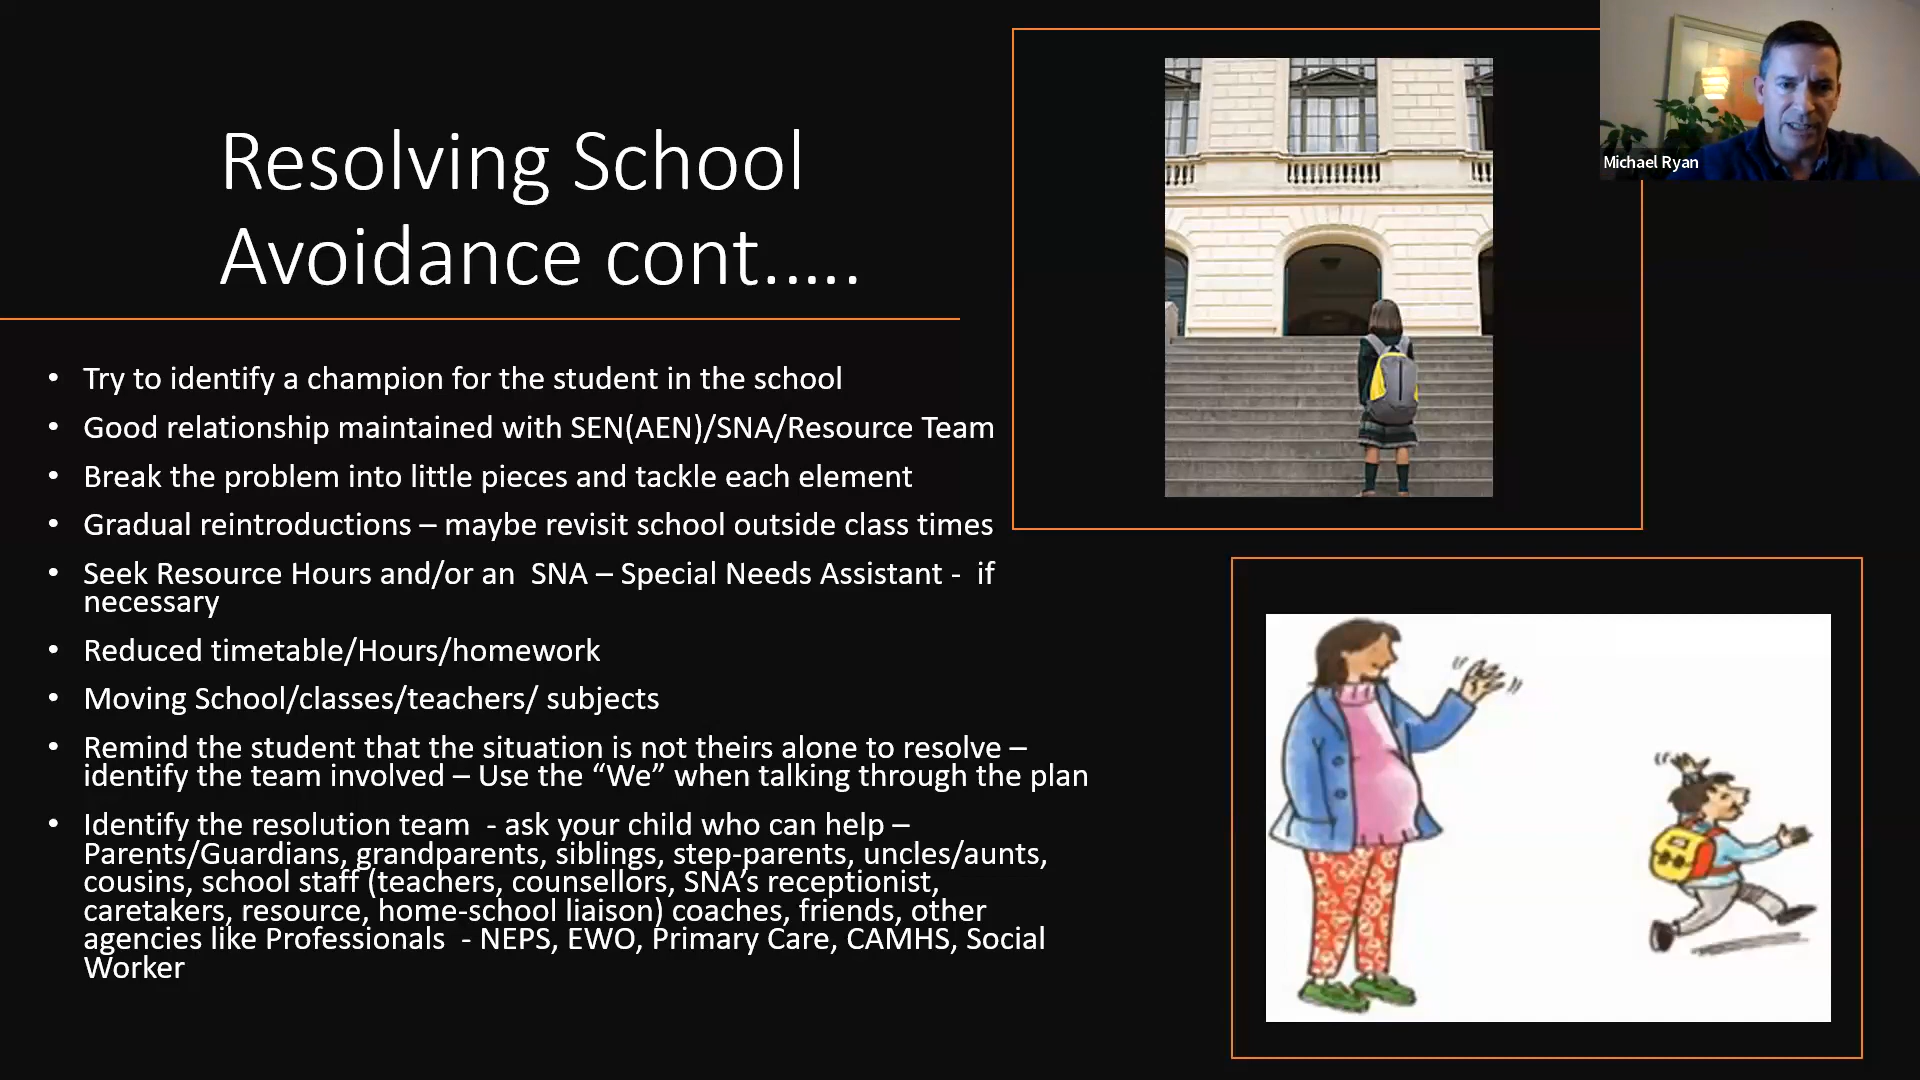 Resolving School
Avoidance cont.....
• Try to identify a champion for the student in the school
• Good relationship maintained with SEN(AEN)/SNA/Resource Team
• Break the problem into little pieces and tackle each element
• Gradual reintroductions – maybe revisit school outside class times
• Seek Resource Hours and/or an  SNA – Special Needs Assistant -  if
necessary
• Reduced timetable/Hours/homework
• Moving School/classes/teachers/ subjects
• Remind the student that the situation is not theirs alone to resolve –
identify the team involved – Use the “We” when talking through the plan
• Identify the resolution team  - ask your child who can help –
Parents/Guardians, grandparents, siblings, step-parents, uncles/aunts,
cousins, school staff (teachers, counsellors, SNA’s receptionist,
caretakers, resource, home-school liaison) coaches, friends, other
agencies like Professionals  - NEPS, EWO, Primary Care, CAMHS, Social
Worker
Michael Ryan